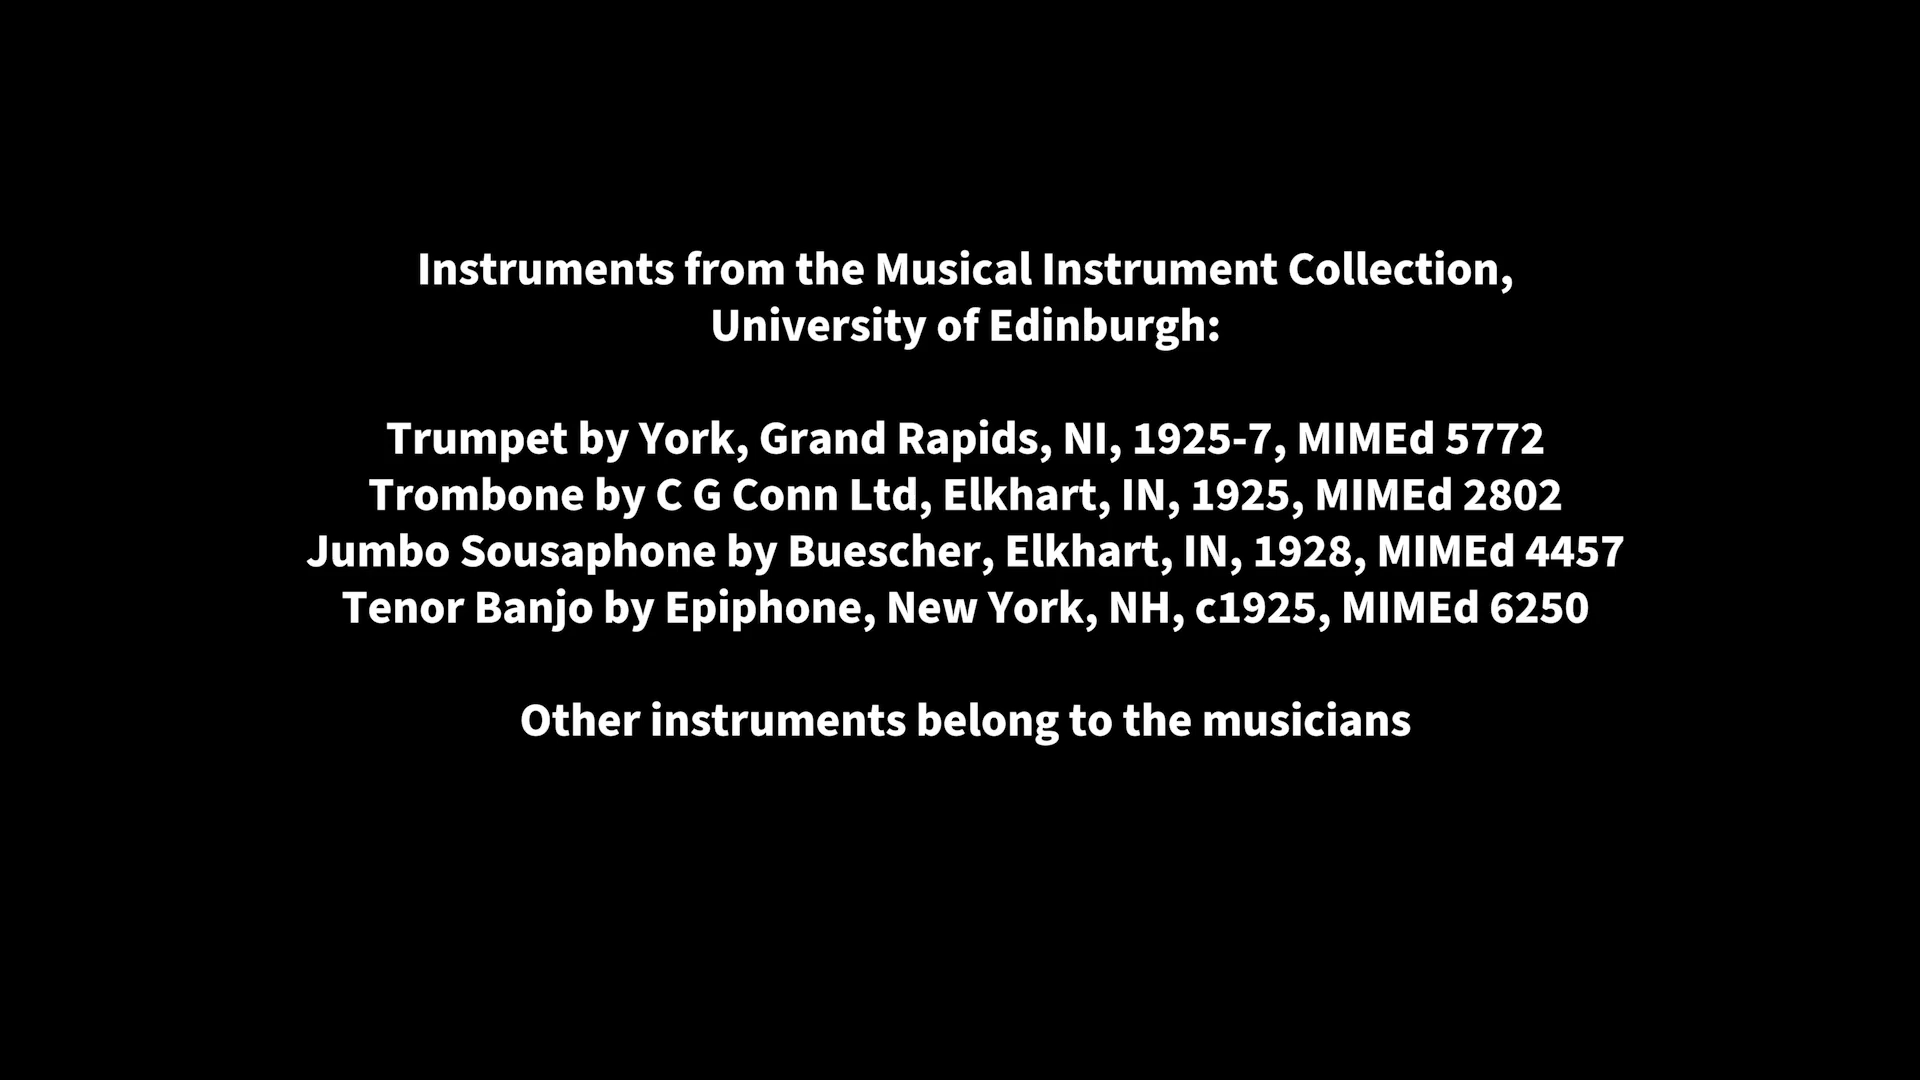 Instruments from the Musical Instrument Collection,
University of Edinburgh:
Trumpet by York, Grand Rapids, NI, 1925-7, MIMEd 5772
Trombone by C G Conn Ltd, Elkhart, IN, 1925, MIMEd 2802
Jumbo Sousaphone by Buescher, Elkhart, IN, 1928, MIMEd 4457
Tenor Banjo by Epiphone, New York, NH, c1925, MIMEd 6250
Other instruments belong to the musicians